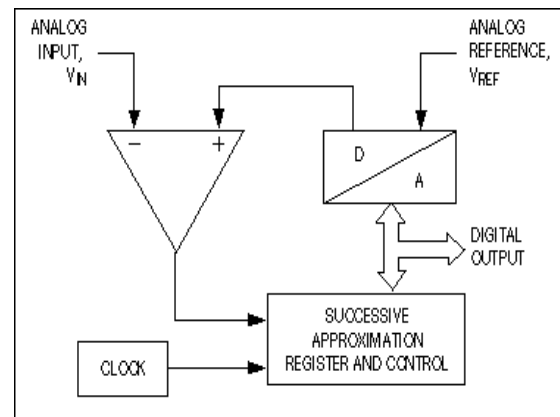 ANALOG
INPUT,
VIN
ANALOG
REFERENCE,
VREF
−
+
D
A
DIGITAL
OUTPUT
SUCCESSIVE
APPROXIMATION
REGISTER AND CONTROL
CLOCK